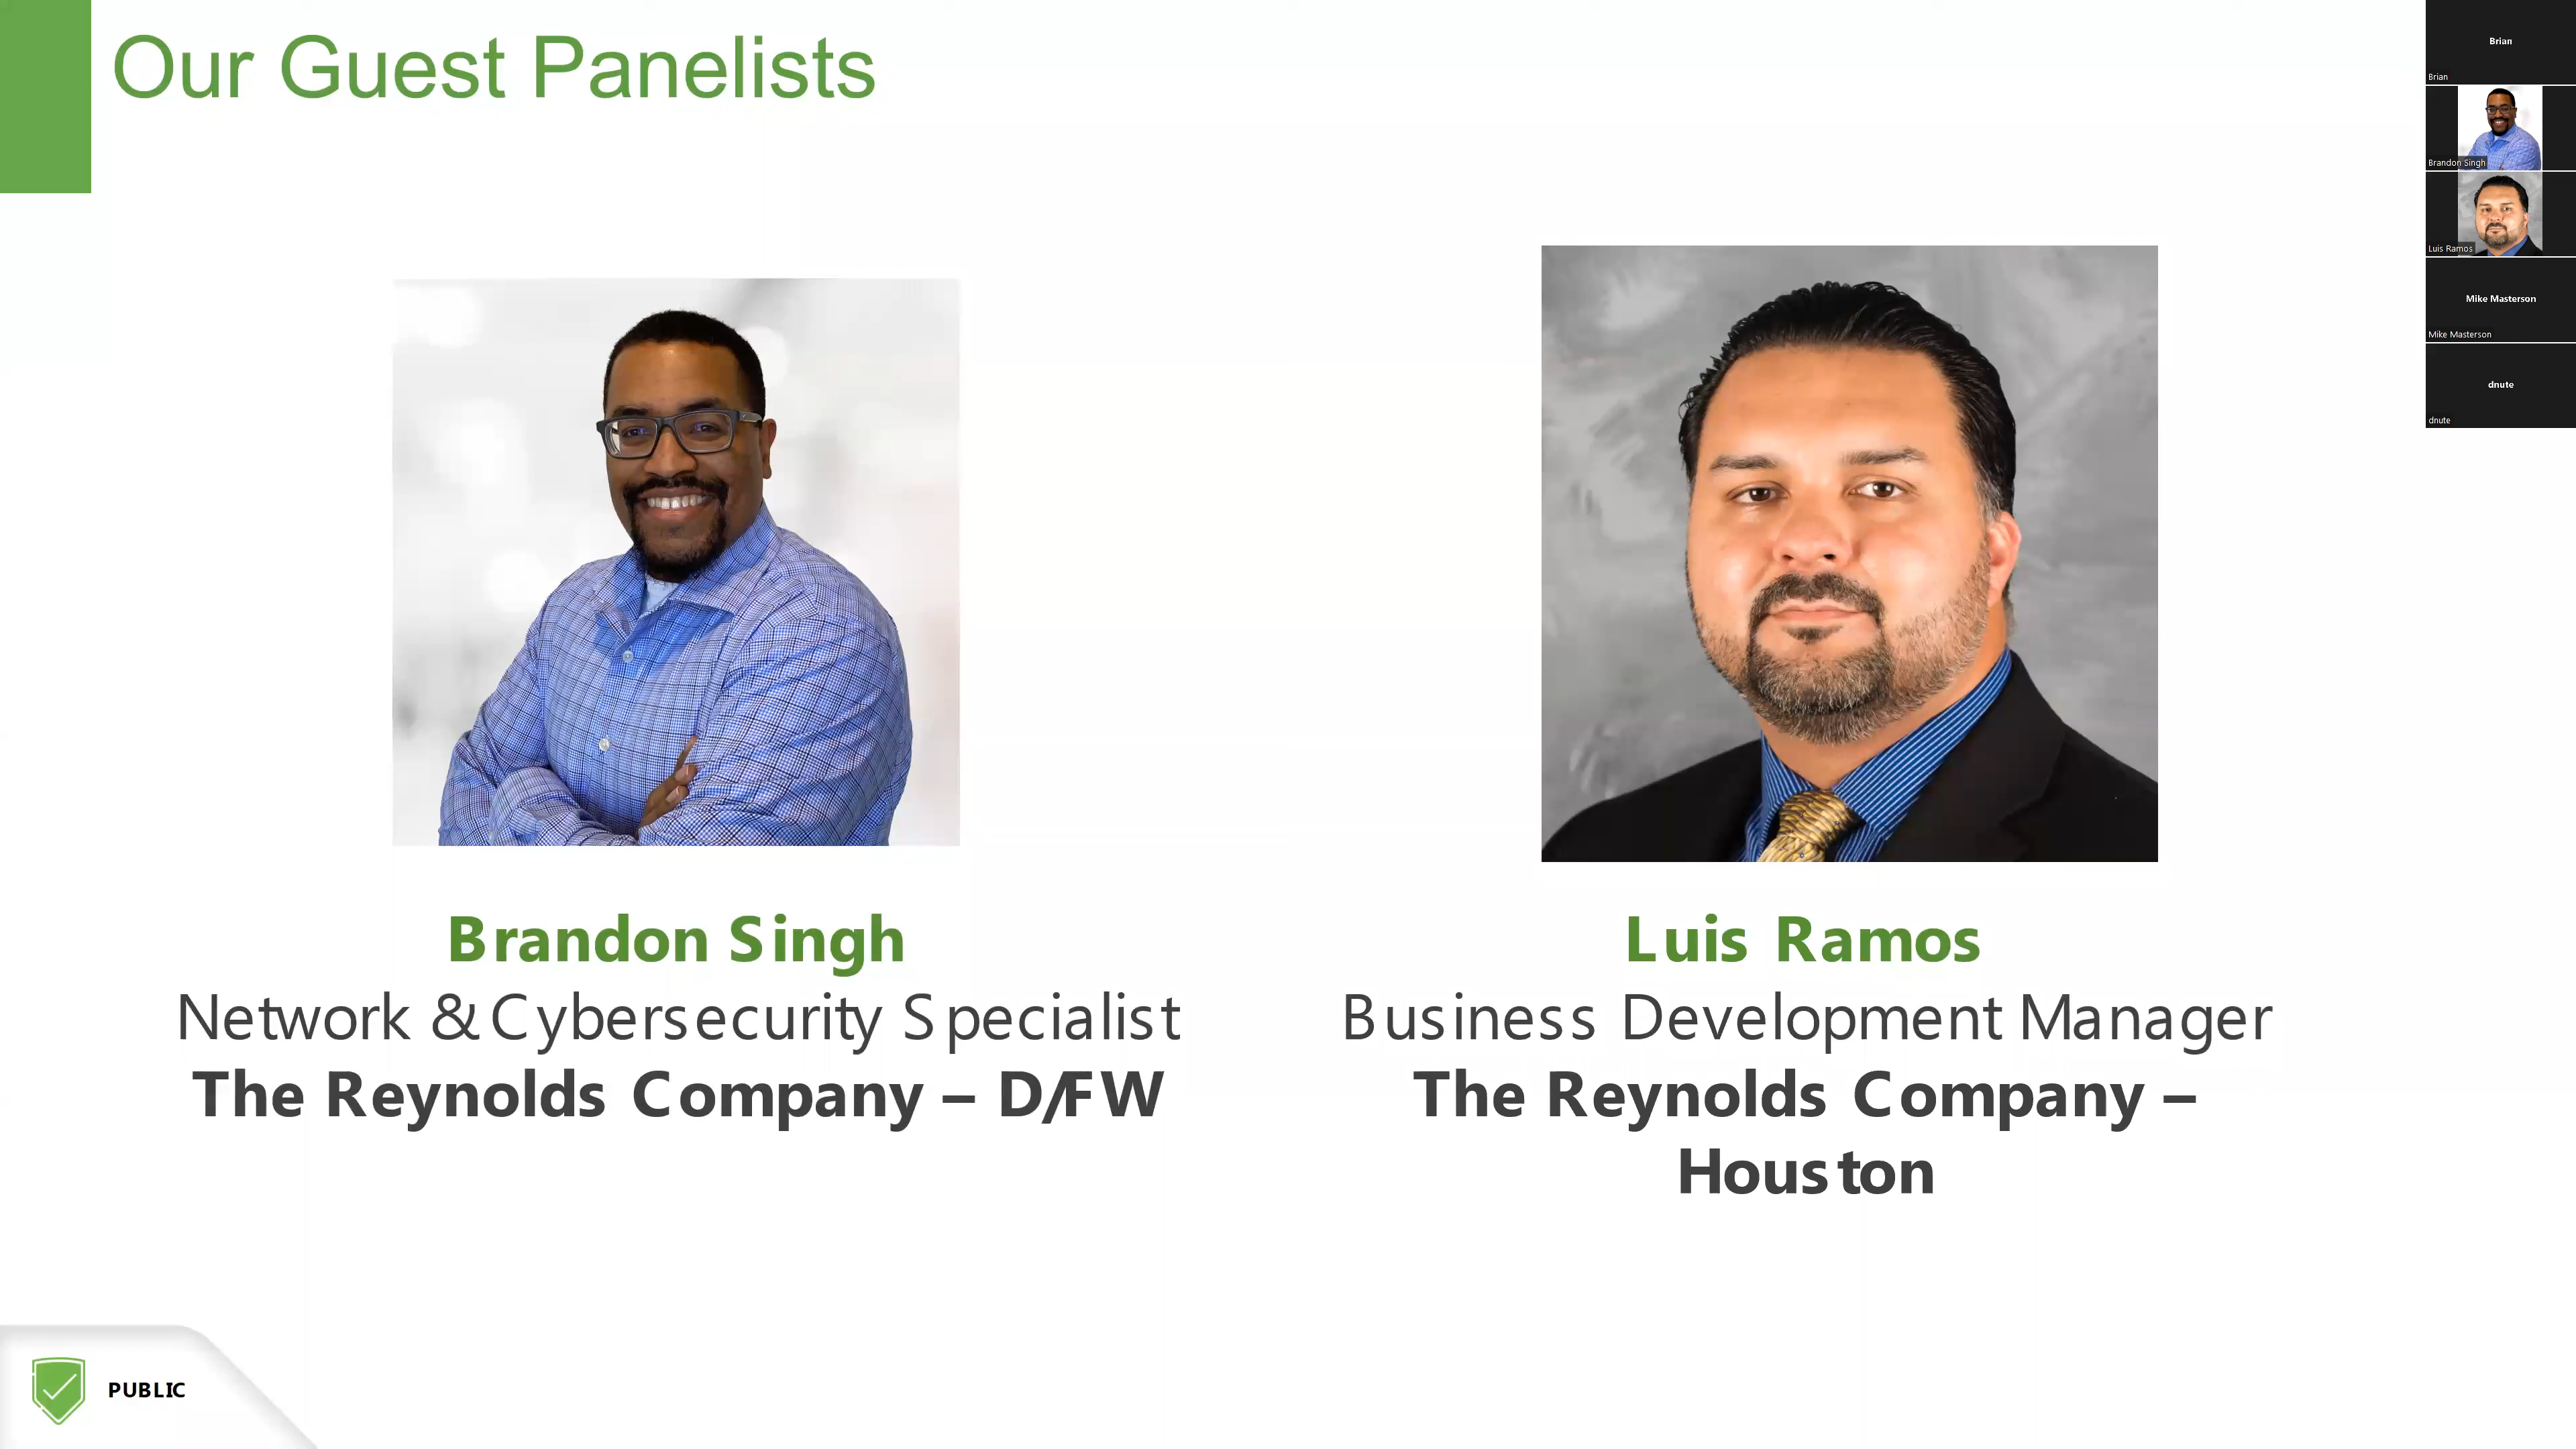 Our Guest Panelists
Brandon Singh
Network & Cybersecurity Specialist
The Reynolds Company – D/FW
Luis Ramos
Business Development Manager
The Reynolds Company –
Houston
PUBLIC
Brian
Brian
Brandon Singh
Luis Ramos
Mike Masterson
Mike Masterson
dnute
dnute